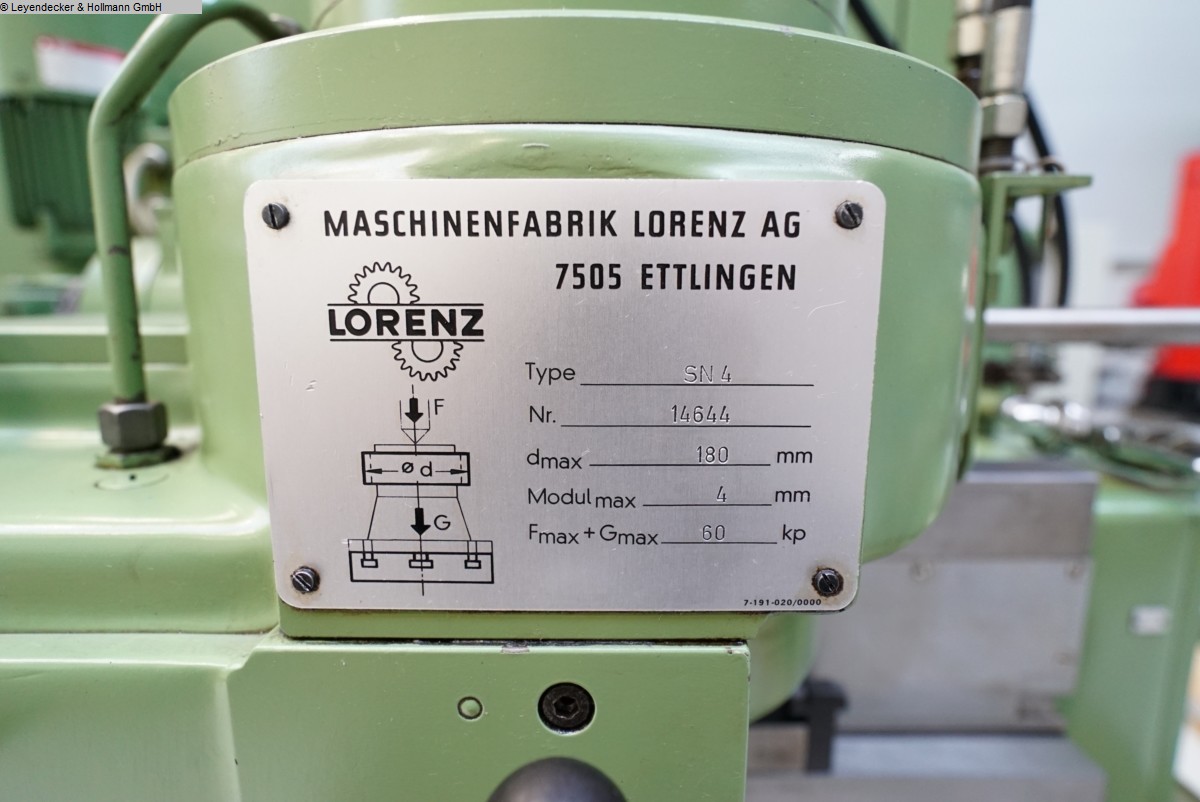 © Leyendecker & Hollmann GmbH
MASCHINENFABRIK LORENZ AG
7505 ETTLINGEN
LORENZ
Type SN 4
Nr. 14644
dmax 180 mm
Modul max 4 mm
Fmax + Gmax 60 kp
F
ø d
G
7-191-020/0000